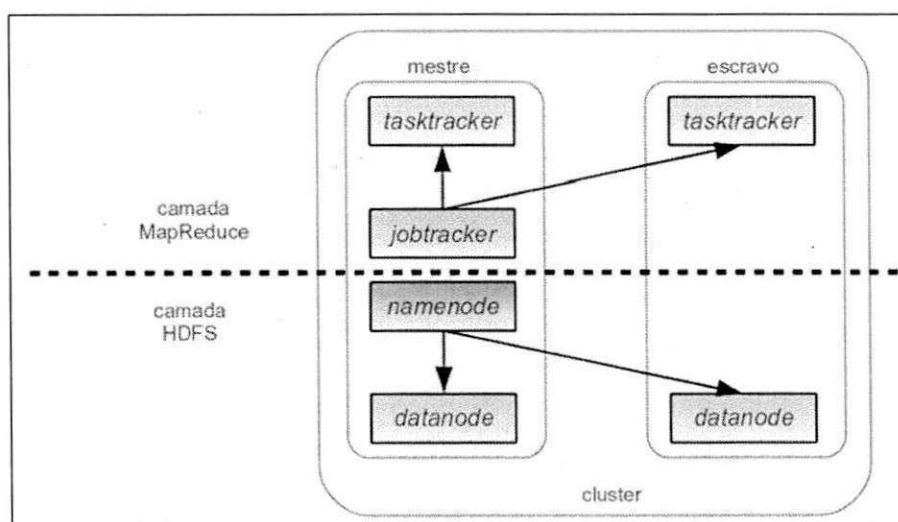 mestre
escravo
tasktracker
tasktracker
camada
MapReduce
jobtracker
camada
HDFS
namenode
datanode
datanode
cluster